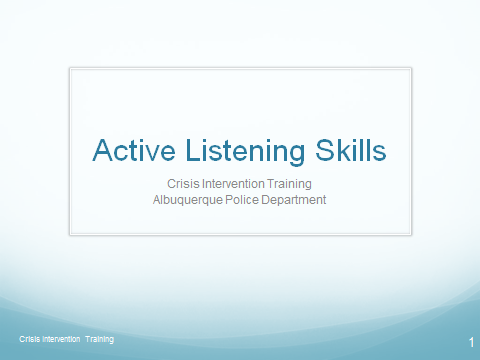 Active Listening Skills
Crisis Intervention Training
Albuquerque Police Department
Crisis Intervention Training
1